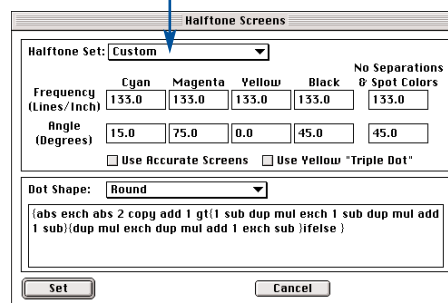 Halftone Screens
Halftone Set: Custom
Cyan Magenta Yellow Black No Separations & Spot Colors
Frequency (Lines/Inch) 133.0 133.0 133.0 133.0 133.0
Angle (Degrees) 15.0 75.0 0.0 45.0 45.0
Use Accurate Screens Use Yellow "Triple Dot"
Dot Shape: Round
{abs exch abs 2 copy add 1 gt{1 sub dup mul exch 1 sub dup mul add
1 sub}{dup mul exch dup mul add 1 exch sub }ifelse }
Set Cancel